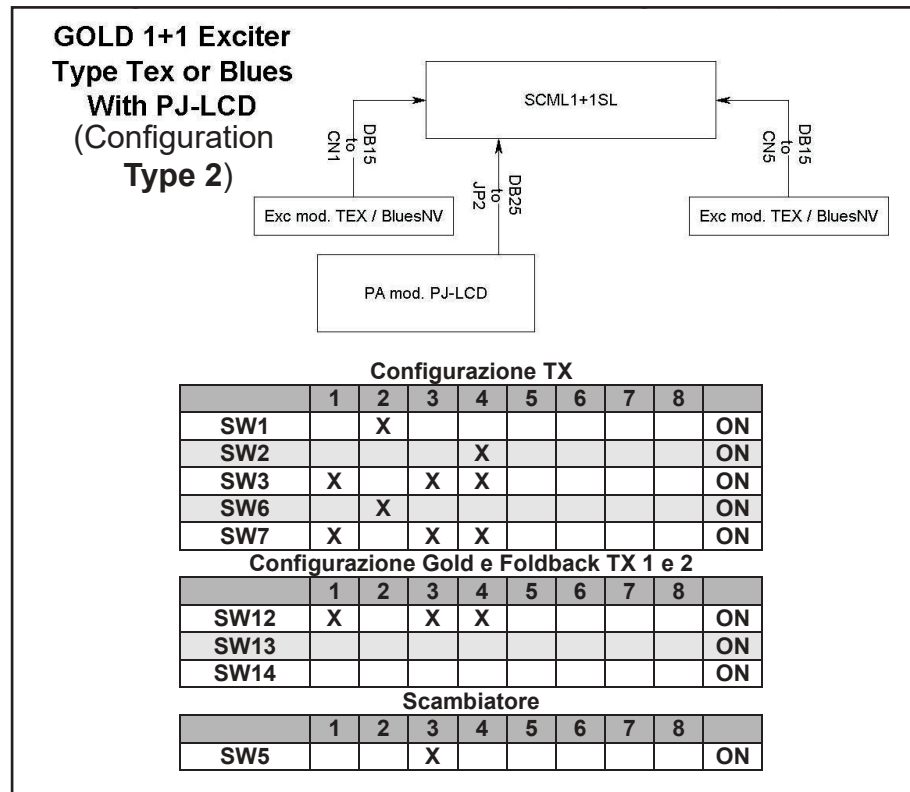 GOLD 1+1 Exciter
Type Tex or Blues
With PJ-LCD
(Configuration
Type 2)
SCML1+1SL
DB15
to
CN1
DB25
to
JP2
DB15
to
CN5
Exc mod. TEX / BluesNV
Exc mod. TEX / BluesNV
PA mod. PJ-LCD
Configurazione TX
1 2 3 4 5 6 7 8
SW1 X ON
SW2 X ON
SW3 X X X ON
SW6 X ON
SW7 X X X ON
Configurazione Gold e Foldback TX 1 e 2
1 2 3 4 5 6 7 8
SW12 X X X ON
SW13 ON
SW14 ON
Scambiatore
1 2 3 4 5 6 7 8
SW5 X ON